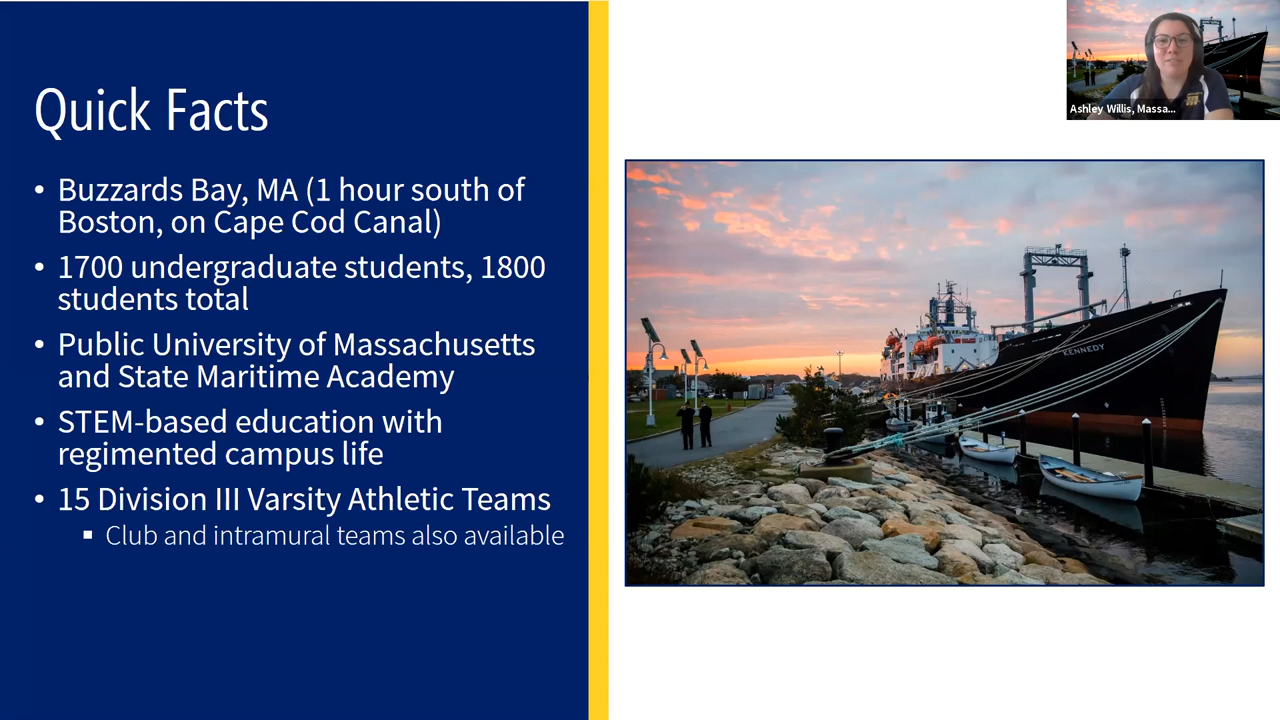 Quick Facts
• Buzzards Bay, MA (1 hour south of
Boston, on Cape Cod Canal)
• 1700 undergraduate students, 1800
students total
• Public University of Massachusetts
and State Maritime Academy
• STEM-based education with
regimented campus life
• 15 Division III Varsity Athletic Teams
▪ Club and intramural teams also available
Ashley Willis, Massa...
KENNEDY